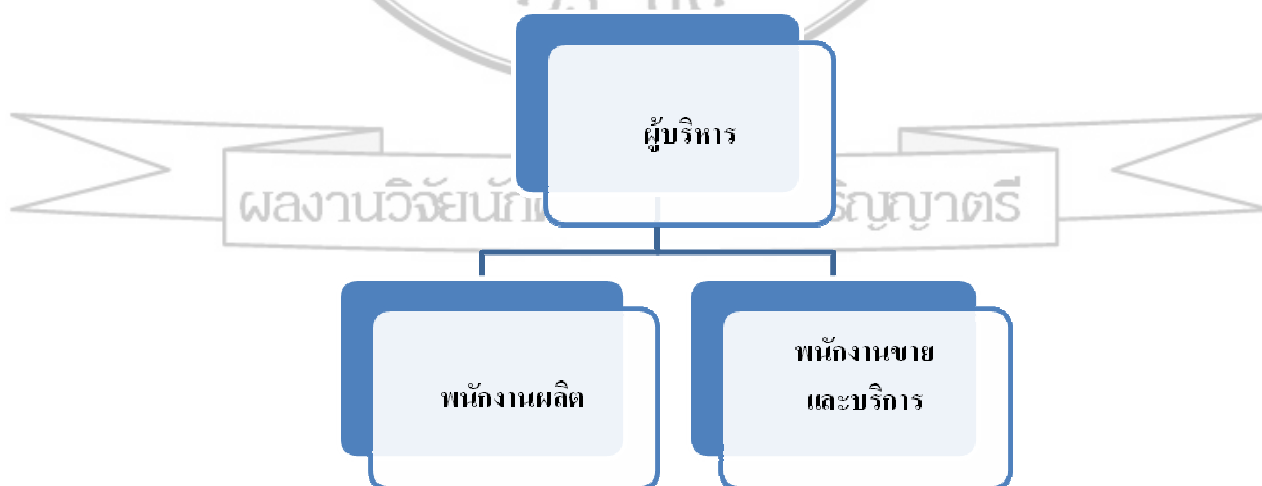 ผู้บริหาร
ผลงานวิจัยนัก
ริญญาตรี
พนักงานผลิต
พนักงานขาย
และบริการ